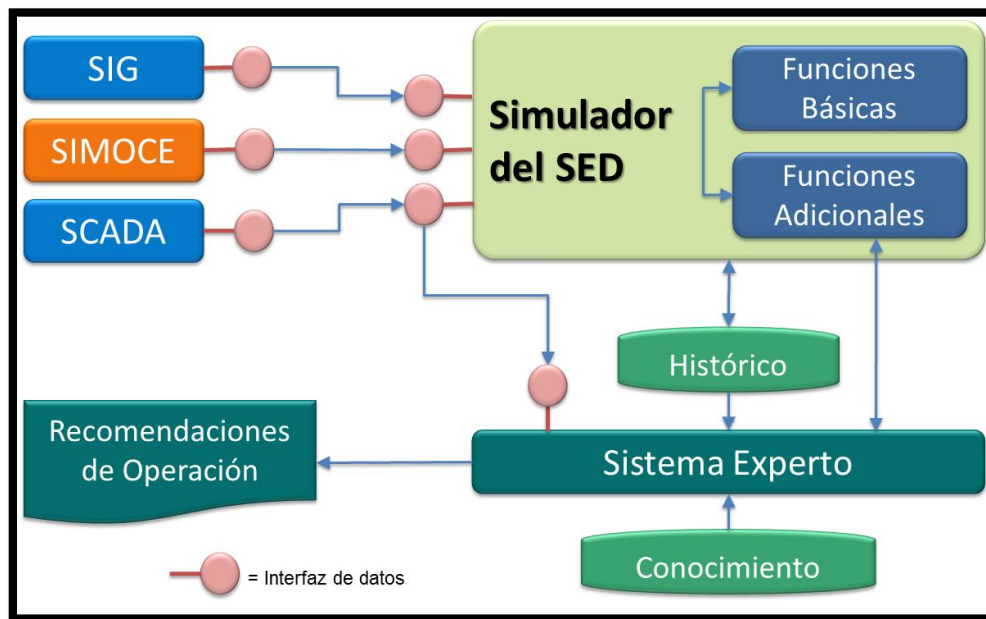 SIG
SIMOCE
SCADA
Simulador
del SED
Funciones
Básicas
Funciones
Adicionales
Histórico
Recomendaciones
de Operación
Sistema Experto
Conocimiento
= Interfaz de datos